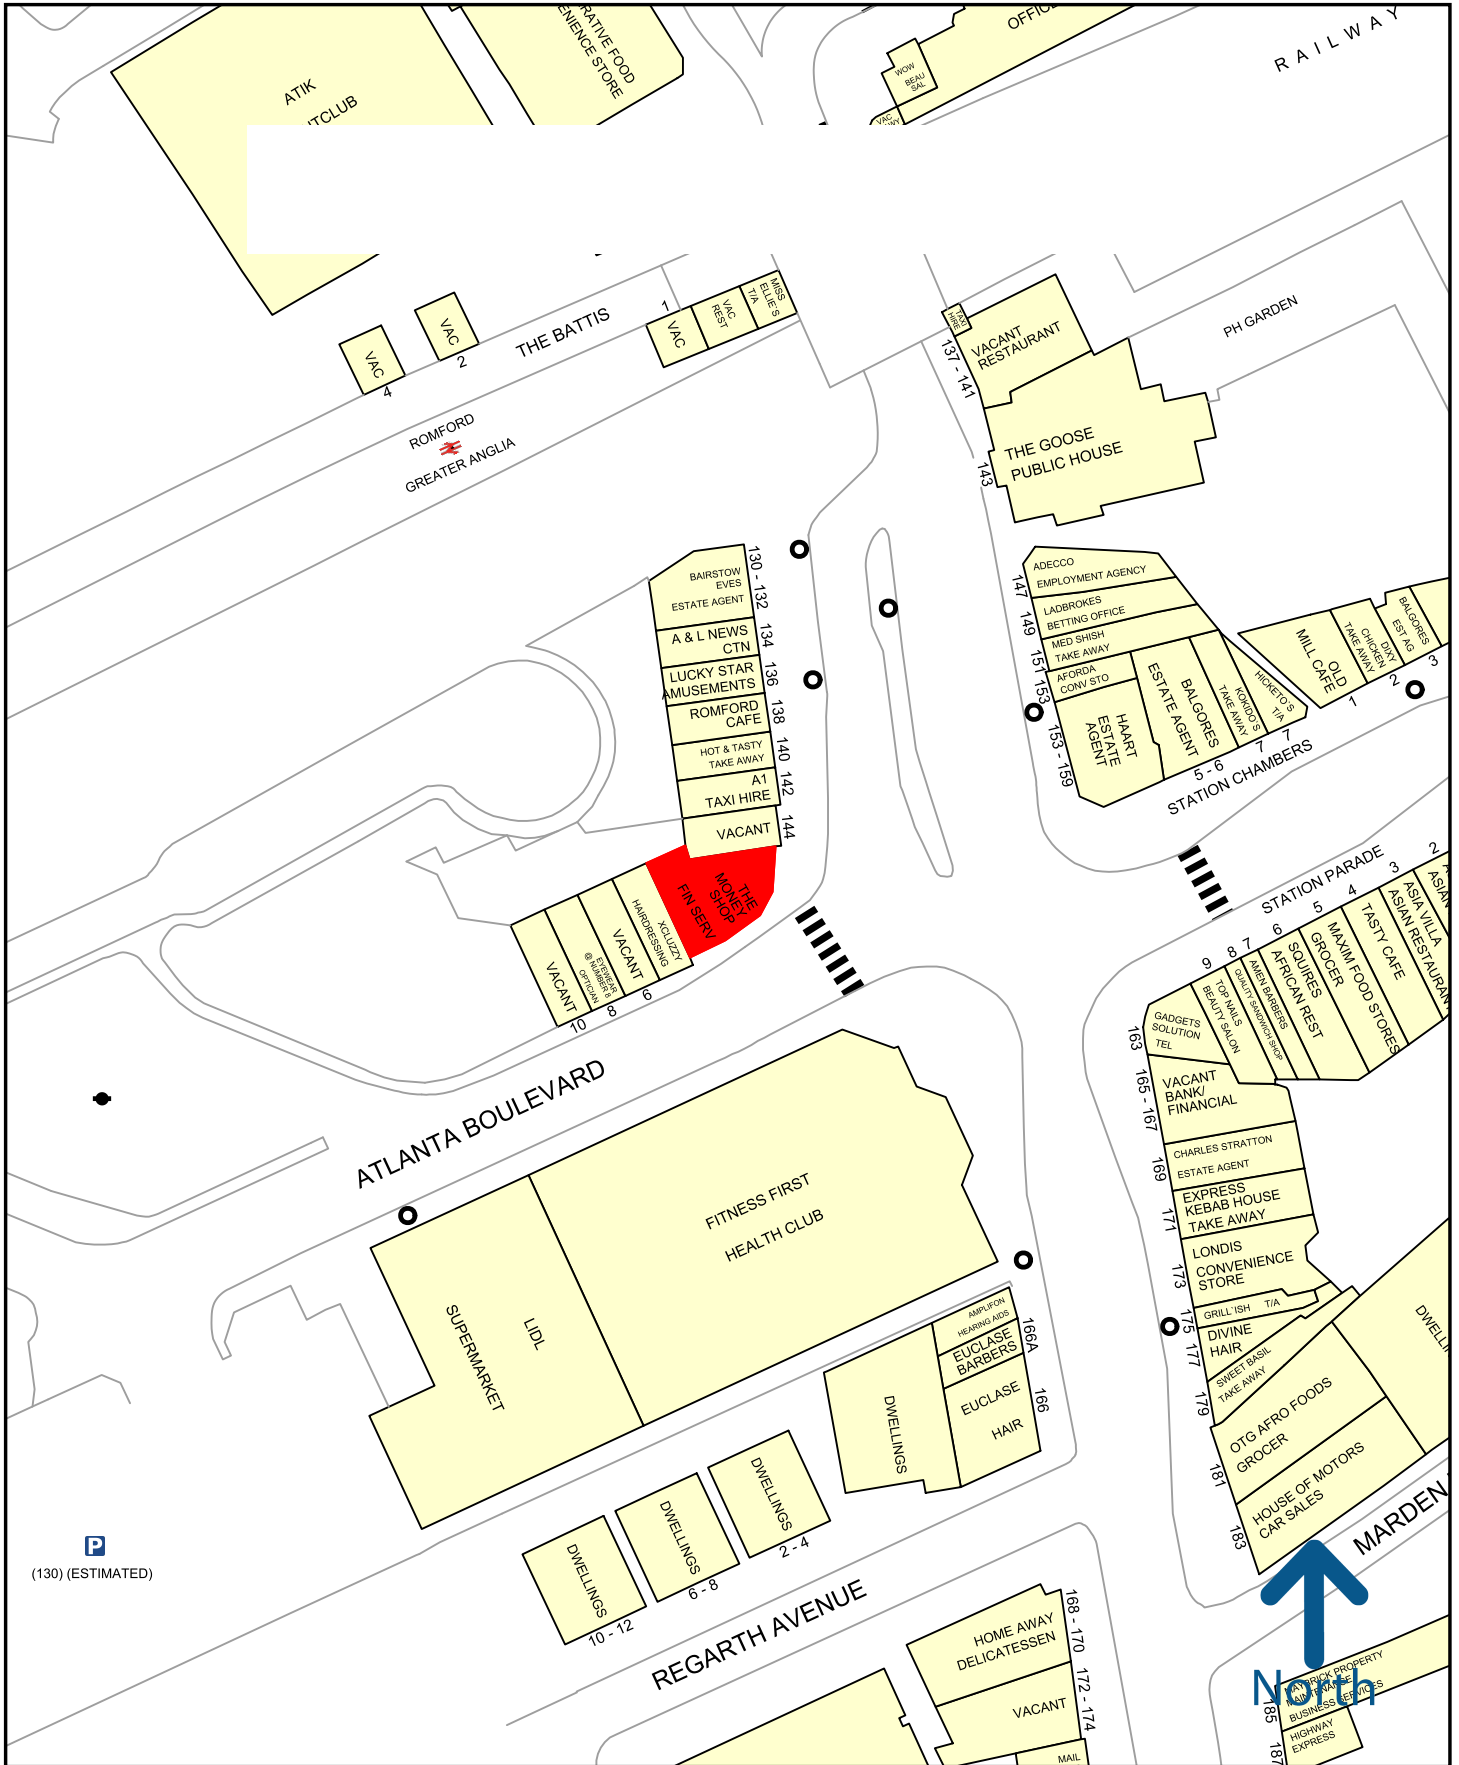 ATIK
RAILWAY
WOW
BEAU
SAL
VAC
THE BATTIS
VAC
4
VAC
2
1
VAC
VAC
REST
T/A
MISS
ELLIE'S
ROMFORD
GREATER ANGLIA
TAXI
HIRE
VACANT
RESTAURANT
137 - 141
PH GARDEN
THE GOOSE
PUBLIC HOUSE
143
BAIRSTOW
EVES
ESTATE AGENT
130 - 132
A & L NEWS
CTN
134
LUCKY STAR
AMUSEMENTS
136
ROMFORD
CAFE
138
HOT & TASTY
TAKE AWAY
140
A1
TAXI HIRE
142
VACANT
144
THE
MONEY
SHOP
FIN SERV
XCLUZZY
HAIRDRESSING
VACANT
6
EYEWEAR
@ NUMBER 8
OPTICIAN
8
VACANT
10
ADECCO
EMPLOYMENT AGENCY
147
LADBROKES
BETTING OFFICE
149
MED SHISH
TAKE AWAY
151
AFORDA
CONV STO
153
HAART
ESTATE
AGENT
153 - 159
BALGORES
ESTATE AGENT
5 - 6
KOKIDO'S
TAKE AWAY
7
HICKETO'S
T/A
7
STATION CHAMBERS
OLD
MILL CAFE
1
DIXY
CHICKEN
TAKE AWAY
2
BALGORES
EST AG
3
STATION PARADE
2
3
4
5
6
7
8
9
ASIA VILLA
ASIAN RESTAURANT
TASTY CAFE
MAXIM FOOD STORES
GROCER
SQUIRES
AFRICAN REST
AMEN BARBERS
QUALITY SANDWICH SHOP
TOP NAILS
BEAUTY SALON
GADGETS
SOLUTION
TEL
163
VACANT
BANK/
FINANCIAL
165 - 167
CHARLES STRATTON
ESTATE AGENT
169
EXPRESS
KEBAB HOUSE
TAKE AWAY
171
LONDIS
CONVENIENCE
STORE
173
GRILL'ISH T/A
175
DIVINE
HAIR
177
SWEET BASIL
TAKE AWAY
179
OTG AFRO FOODS
GROCER
181
HOUSE OF MOTORS
CAR SALES
183
MARDEN
ATLANTA BOULEVARD
FITNESS FIRST
HEALTH CLUB
LIDL
SUPERMARKET
AMPLIFON
HEARING AIDS
166A
EUCLASE
BARBERS
EUCLASE
HAIR
166
DWELLINGS
DWELLINGS
2 - 4
DWELLINGS
6 - 8
DWELLINGS
10 - 12
REGARTH AVENUE
P
(130) (ESTIMATED)
HOME AWAY
DELICATESSEN
168 - 170
VACANT
172 - 174
MAIL
North
PROPERTY
MAINTENANCE
BUSINESS SERVICES
185
HIGHWAY
EXPRESS
187